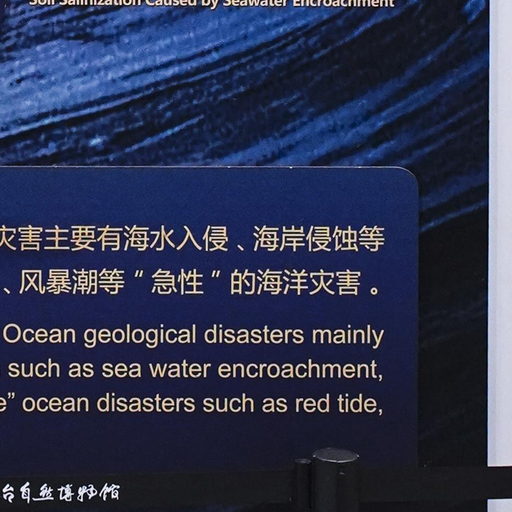 Soil Salinization Caused by Seawater Encroachment
灾害主要有海水入侵、海岸侵蚀等
、风暴潮等“急性”的海洋灾害。
Ocean geological disasters mainly
such as sea water encroachment,
e” ocean disasters such as red tide,
台自然博物馆